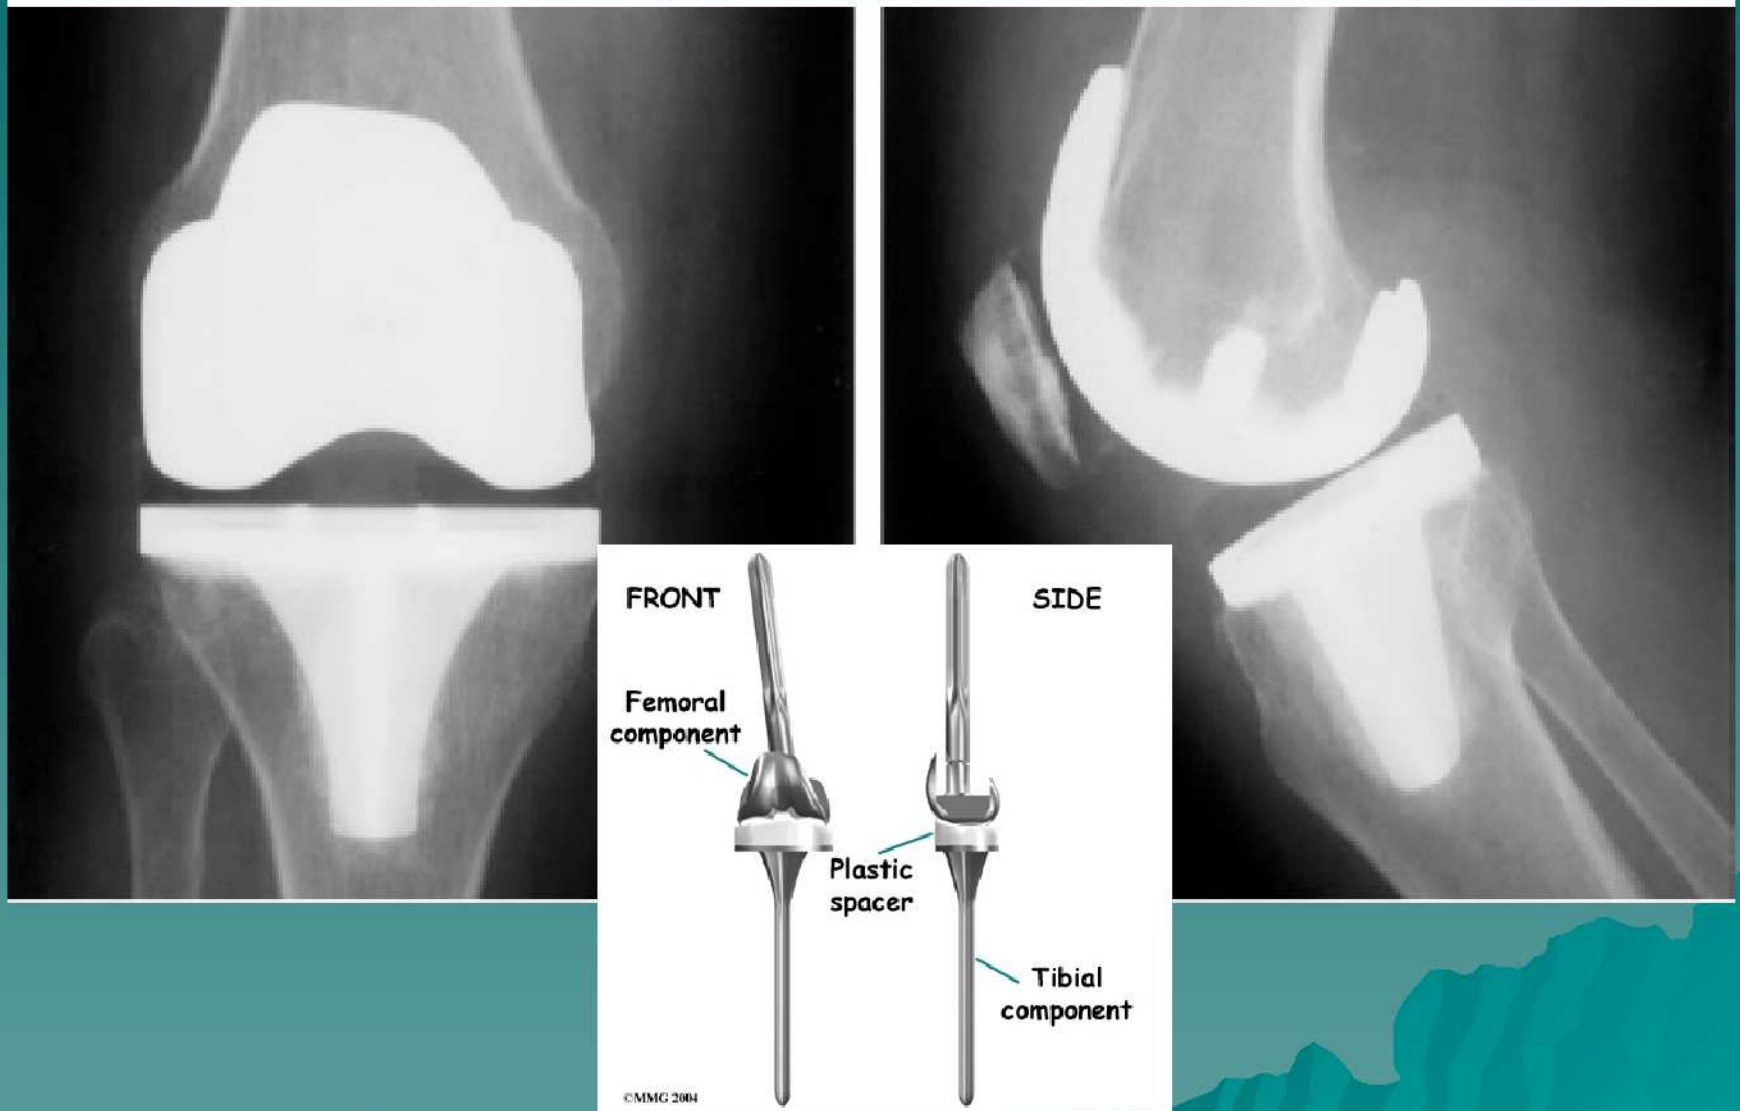 FRONT
SIDE
Femoral
component
Plastic
spacer
Tibial
component
©MMG 2004